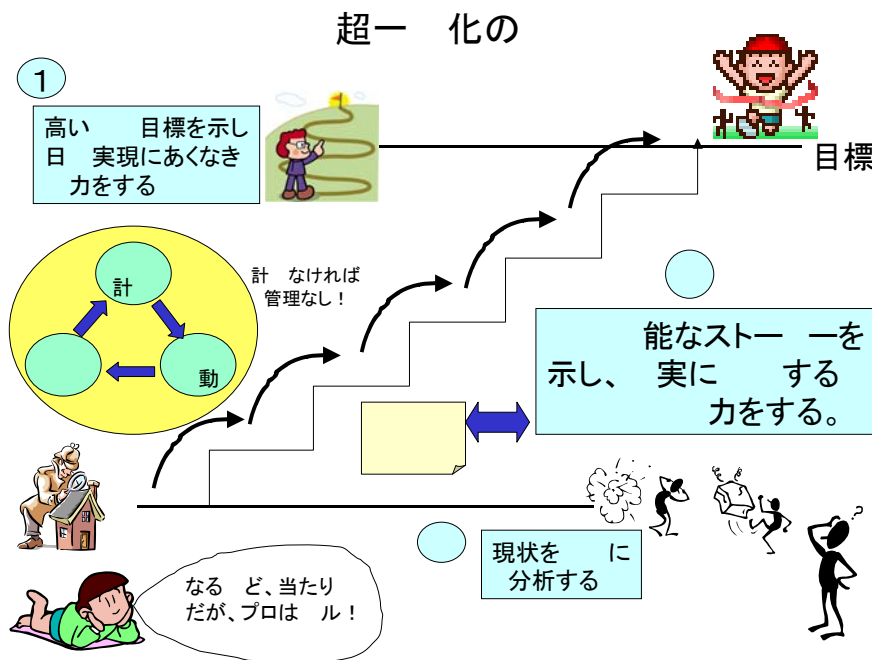 超一　化の
１
高い　　目標を示し
日　実現にあくなき
力をする
目標
計
動
計　なければ
管理なし！
能なストー　ーを
示し、　実に　　する
力をする。
現状を　　に
分析する
なる　ど、当たり
だが、プロは　ル！
?